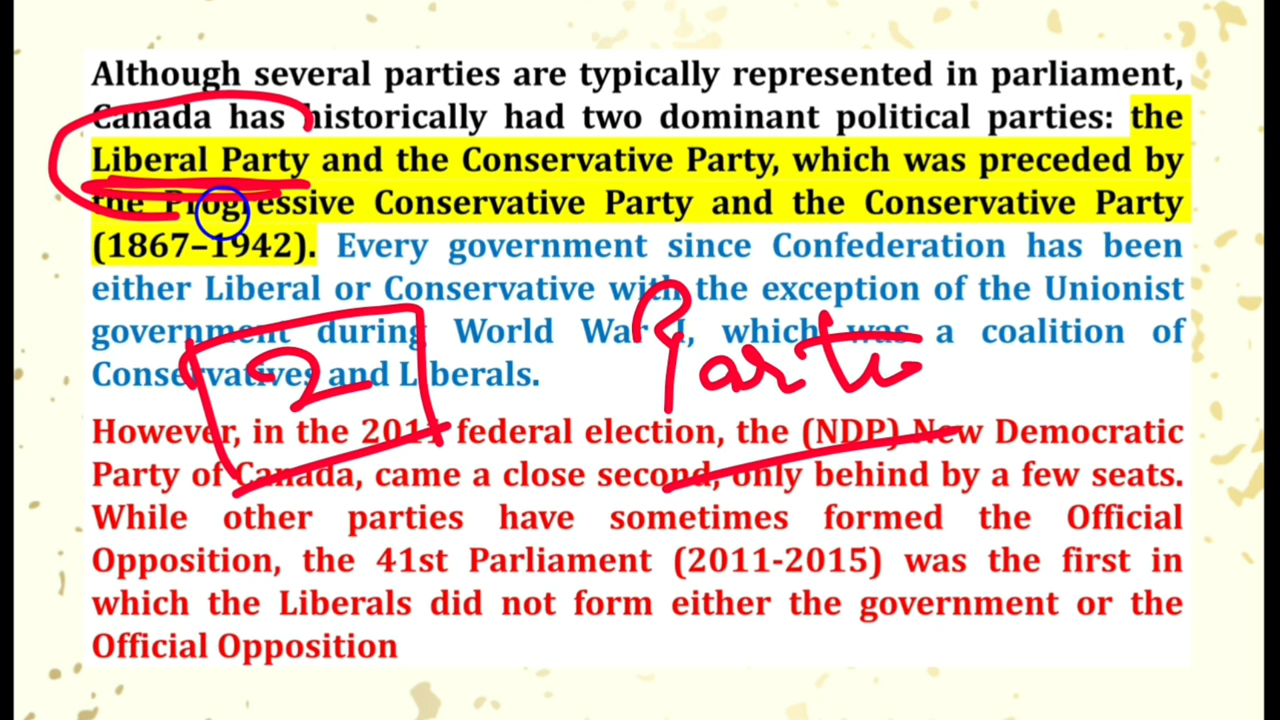 Although several parties are typically represented in parliament,
Canada has historically had two dominant political parties: the
Liberal Party and the Conservative Party, which was preceded by
the Progressive Conservative Party and the Conservative Party
(1867–1942). Every government since Confederation has been
either Liberal or Conservative with the exception of the Unionist
government during World War I, which was a coalition of
Conservatives and Liberals.
2
However, in the 2011 federal election, the (NDP) New Democratic
Party of Canada, came a close second, only behind by a few seats.
While other parties have sometimes formed the Official
Opposition, the 41st Parliament (2011-2015) was the first in
which the Liberals did not form either the government or the
Official Opposition